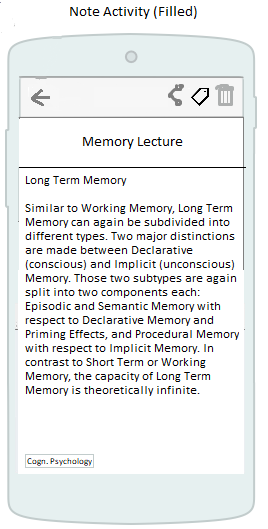 Note Activity (Filled)
Memory Lecture
Long Term Memory
Similar to Working Memory, Long Term
Memory can again be subdivided into
different types. Two major distinctions
are made between Declarative
(conscious) and Implicit (unconscious)
Memory. Those two subtypes are again
split into two components each:
Episodic and Semantic Memory with
respect to Declarative Memory and
Priming Effects, and Procedural Memory
with respect to Implicit Memory. In
contrast to Short Term or Working
Memory, the capacity of Long Term
Memory is theoretically infinite.
Cogn. Psychology